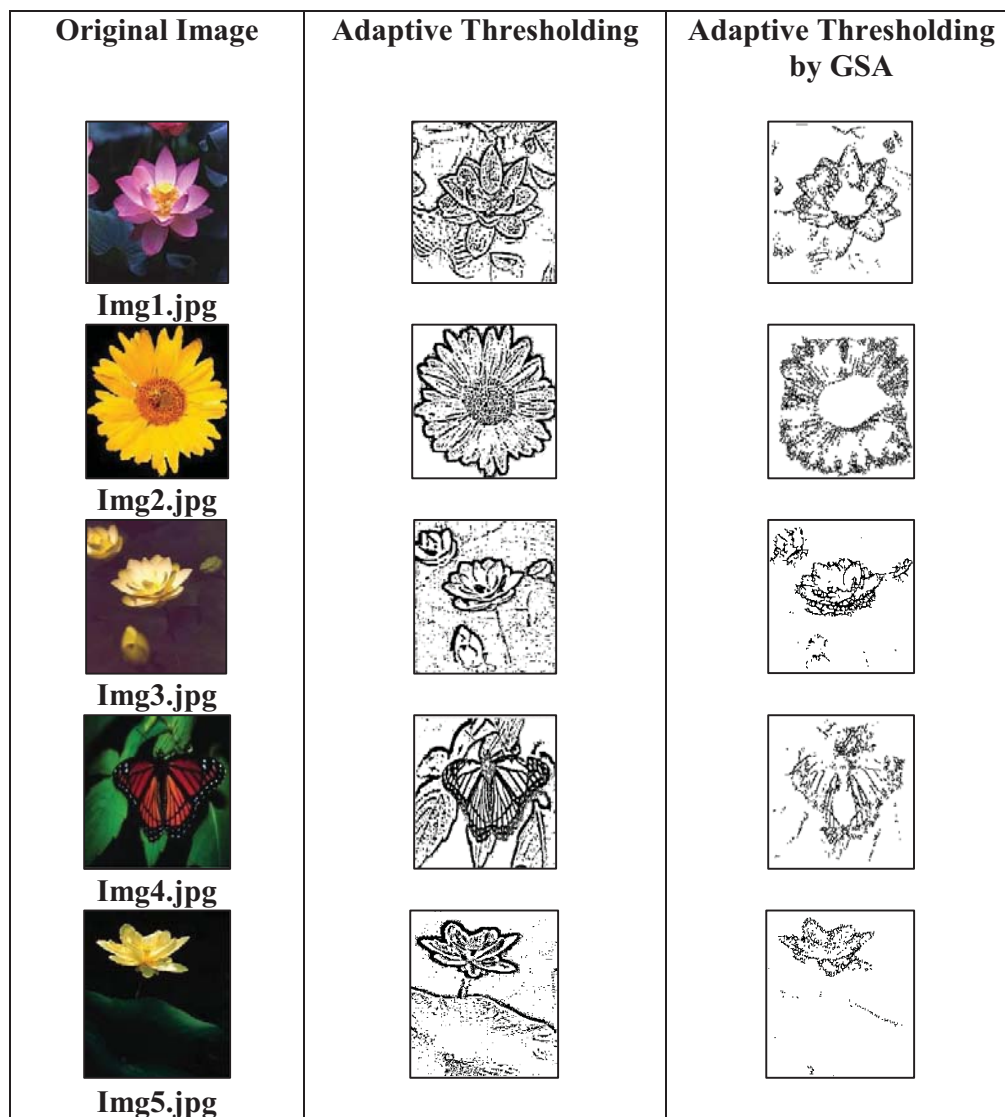 Original Image
Adaptive Thresholding
Adaptive Thresholding
by GSA
Img1.jpg
Img2.jpg
Img3.jpg
Img4.jpg
Img5.jpg